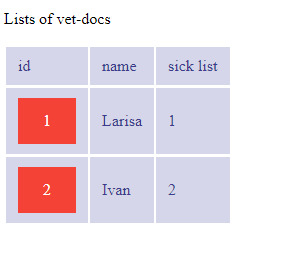 Lists of vet-docs
id name sick list
1 Larisa 1
2 Ivan 2